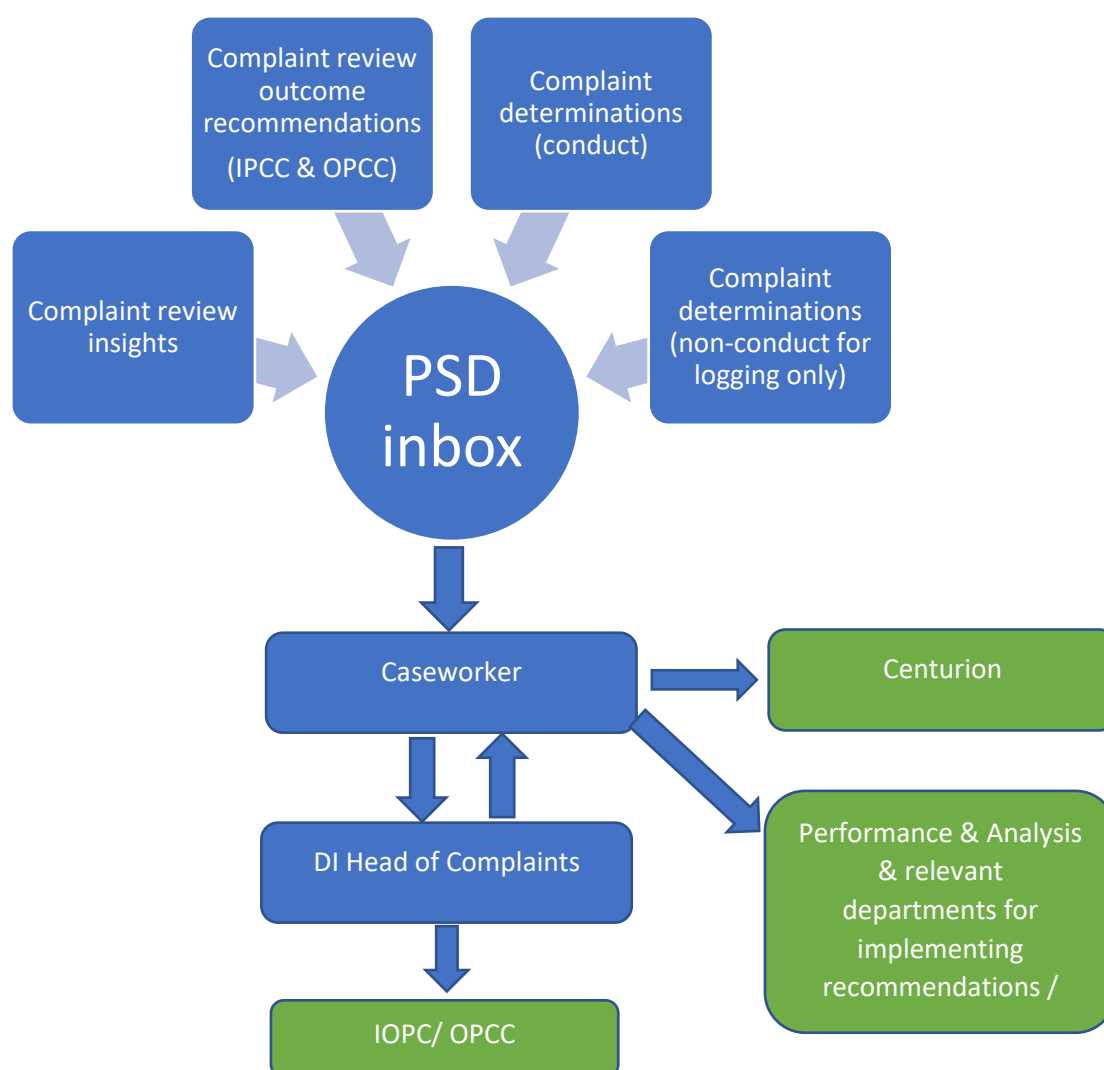 Complaint review
outcome
recommendations
(IPCC & OPCC)
Complaint
determinations
(conduct)
Complaint review
insights
Complaint
determinations
(non-conduct for
logging only)
PSD
inbox
Caseworker
Centurion
DI Head of Complaints
Performance & Analysis
& relevant
departments for
implementing
recommendations /
IOPC/ OPCC